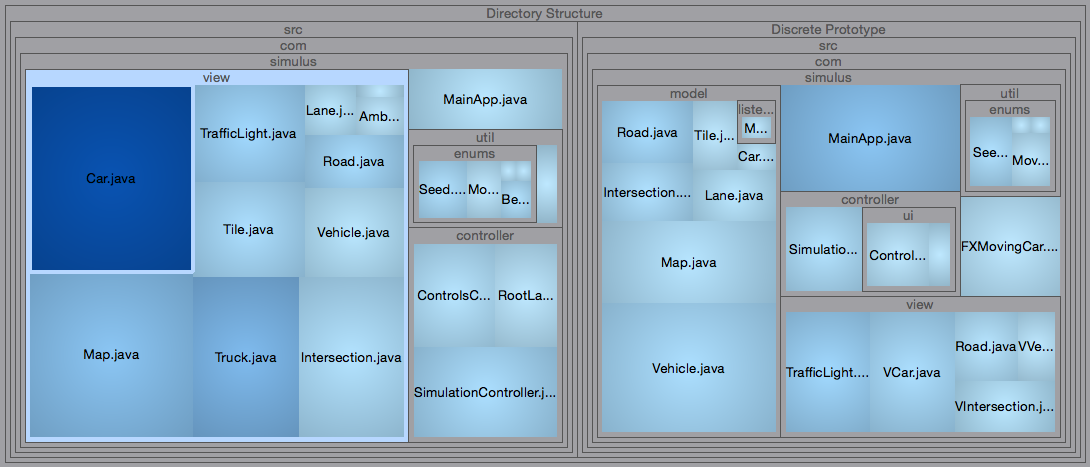 Directory Structure
src
com
simulus
view
Car.java
TrafficLight.java
Lane.j...
Amb...
Road.java
Tile.java
Vehicle.java
Map.java
Truck.java
Intersection.java
MainApp.java
util
enums
Seed....
Mo...
Be...
controller
ControlsC...
RootLa...
SimulationController.j...
Discrete Prototype
src
com
simulus
model
Road.java
Tile.j...
liste...
M...
Car....
Intersection....
Lane.java
Map.java
Vehicle.java
MainApp.java
util
enums
See...
Mov...
controller
Simulatio...
ui
Control...
FXMovingCar....
view
TrafficLight....
VCar.java
Road.java
VVe...
VIntersection.j...